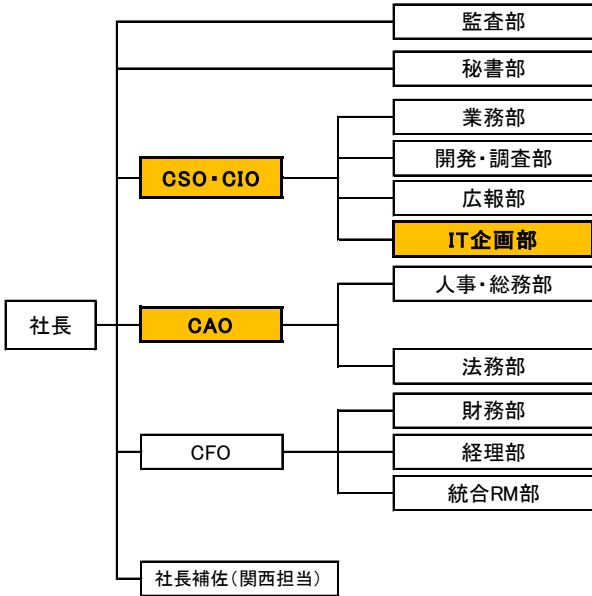 監査部
秘書部
業務部
開発・調査部
CSO・CIO
広報部
IT企画部
人事・総務部
社長
CAO
法務部
財務部
CFO
経理部
統合RM部
社長補佐(関西担当)